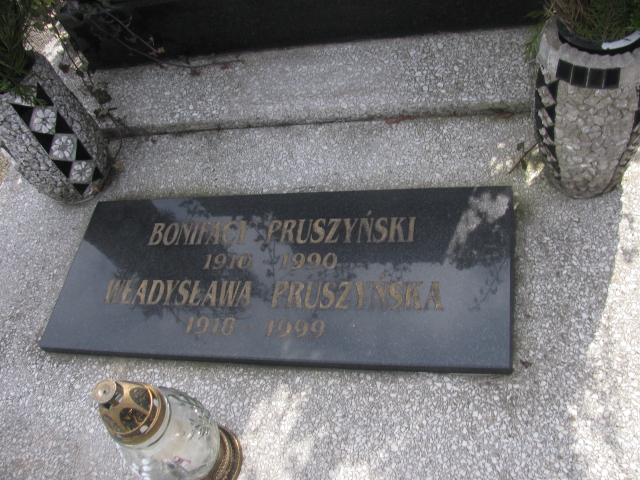 BONIFACY PRUSZYŃSKI
1910 1990
WŁADYSŁAWA PRUSZYŃSKA
1918 - 1999